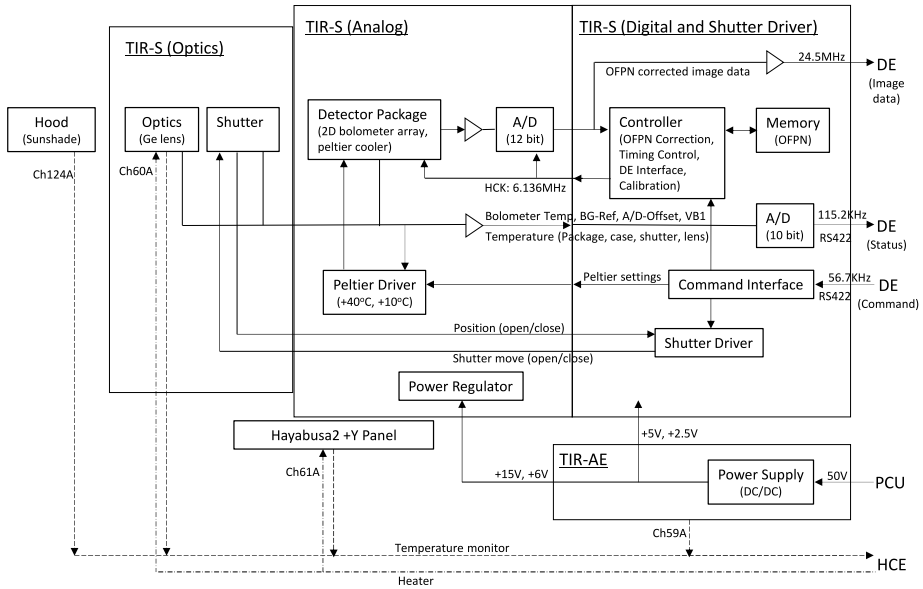 TIR-S (Optics)
TIR-S (Analog)
TIR-S (Digital and Shutter Driver)
24.5MHz
DE
(Image
data)
OFPN corrected image data
Hood
(Sunshade)
Optics
(Ge lens)
Shutter
Detector Package
(2D bolometer array,
peltier cooler)
A/D
(12 bit)
Controller
(OFPN Correction,
Timing Control,
DE Interface,
Calibration)
Memory
(OFPN)
Ch124A
Ch60A
HCK: 6.136MHz
Bolometer Temp, BG-Ref, A/D-Offset, VB1
Temperature (Package, case, shutter, lens)
A/D
(10 bit)
115.2KHz
RS422
DE
(Status)
Peltier Driver
(+40°C, +10°C)
Peltier settings
Command Interface
56.7KHz
RS422
DE
(Command)
Position (open/close)
Shutter move (open/close)
Shutter Driver
Power Regulator
Hayabusa2 +Y Panel
+5V, +2.5V
TIR-AE
Ch61A
+15V, +6V
Power Supply
(DC/DC)
50V
PCU
Ch59A
Temperature monitor
HCE
Heater